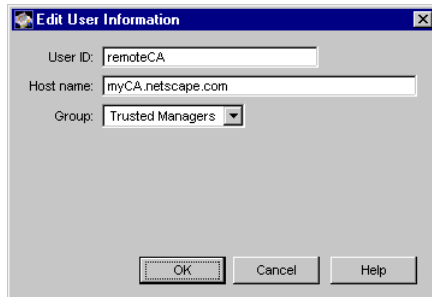 Edit User Information
User ID: remoteCA
Host name: myCA.netscape.com
Group: Trusted Managers
OK Cancel Help